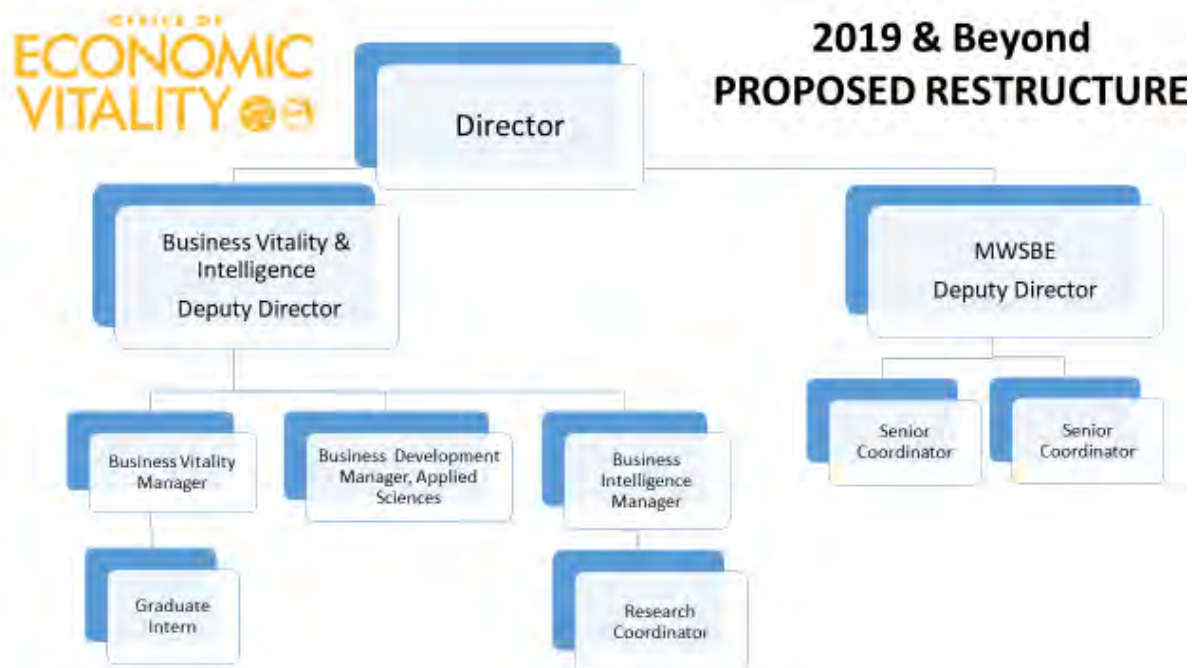 OFFICE OF
ECONOMIC
VITALITY
2019 & Beyond
PROPOSED RESTRUCTURE
Director
Business Vitality &
Intelligence
Deputy Director
MWSBE
Deputy Director
Business Vitality
Manager
Business Development
Manager, Applied
Sciences
Business
Intelligence
Manager
Senior
Coordinator
Senior
Coordinator
Graduate
Intern
Research
Coordinator